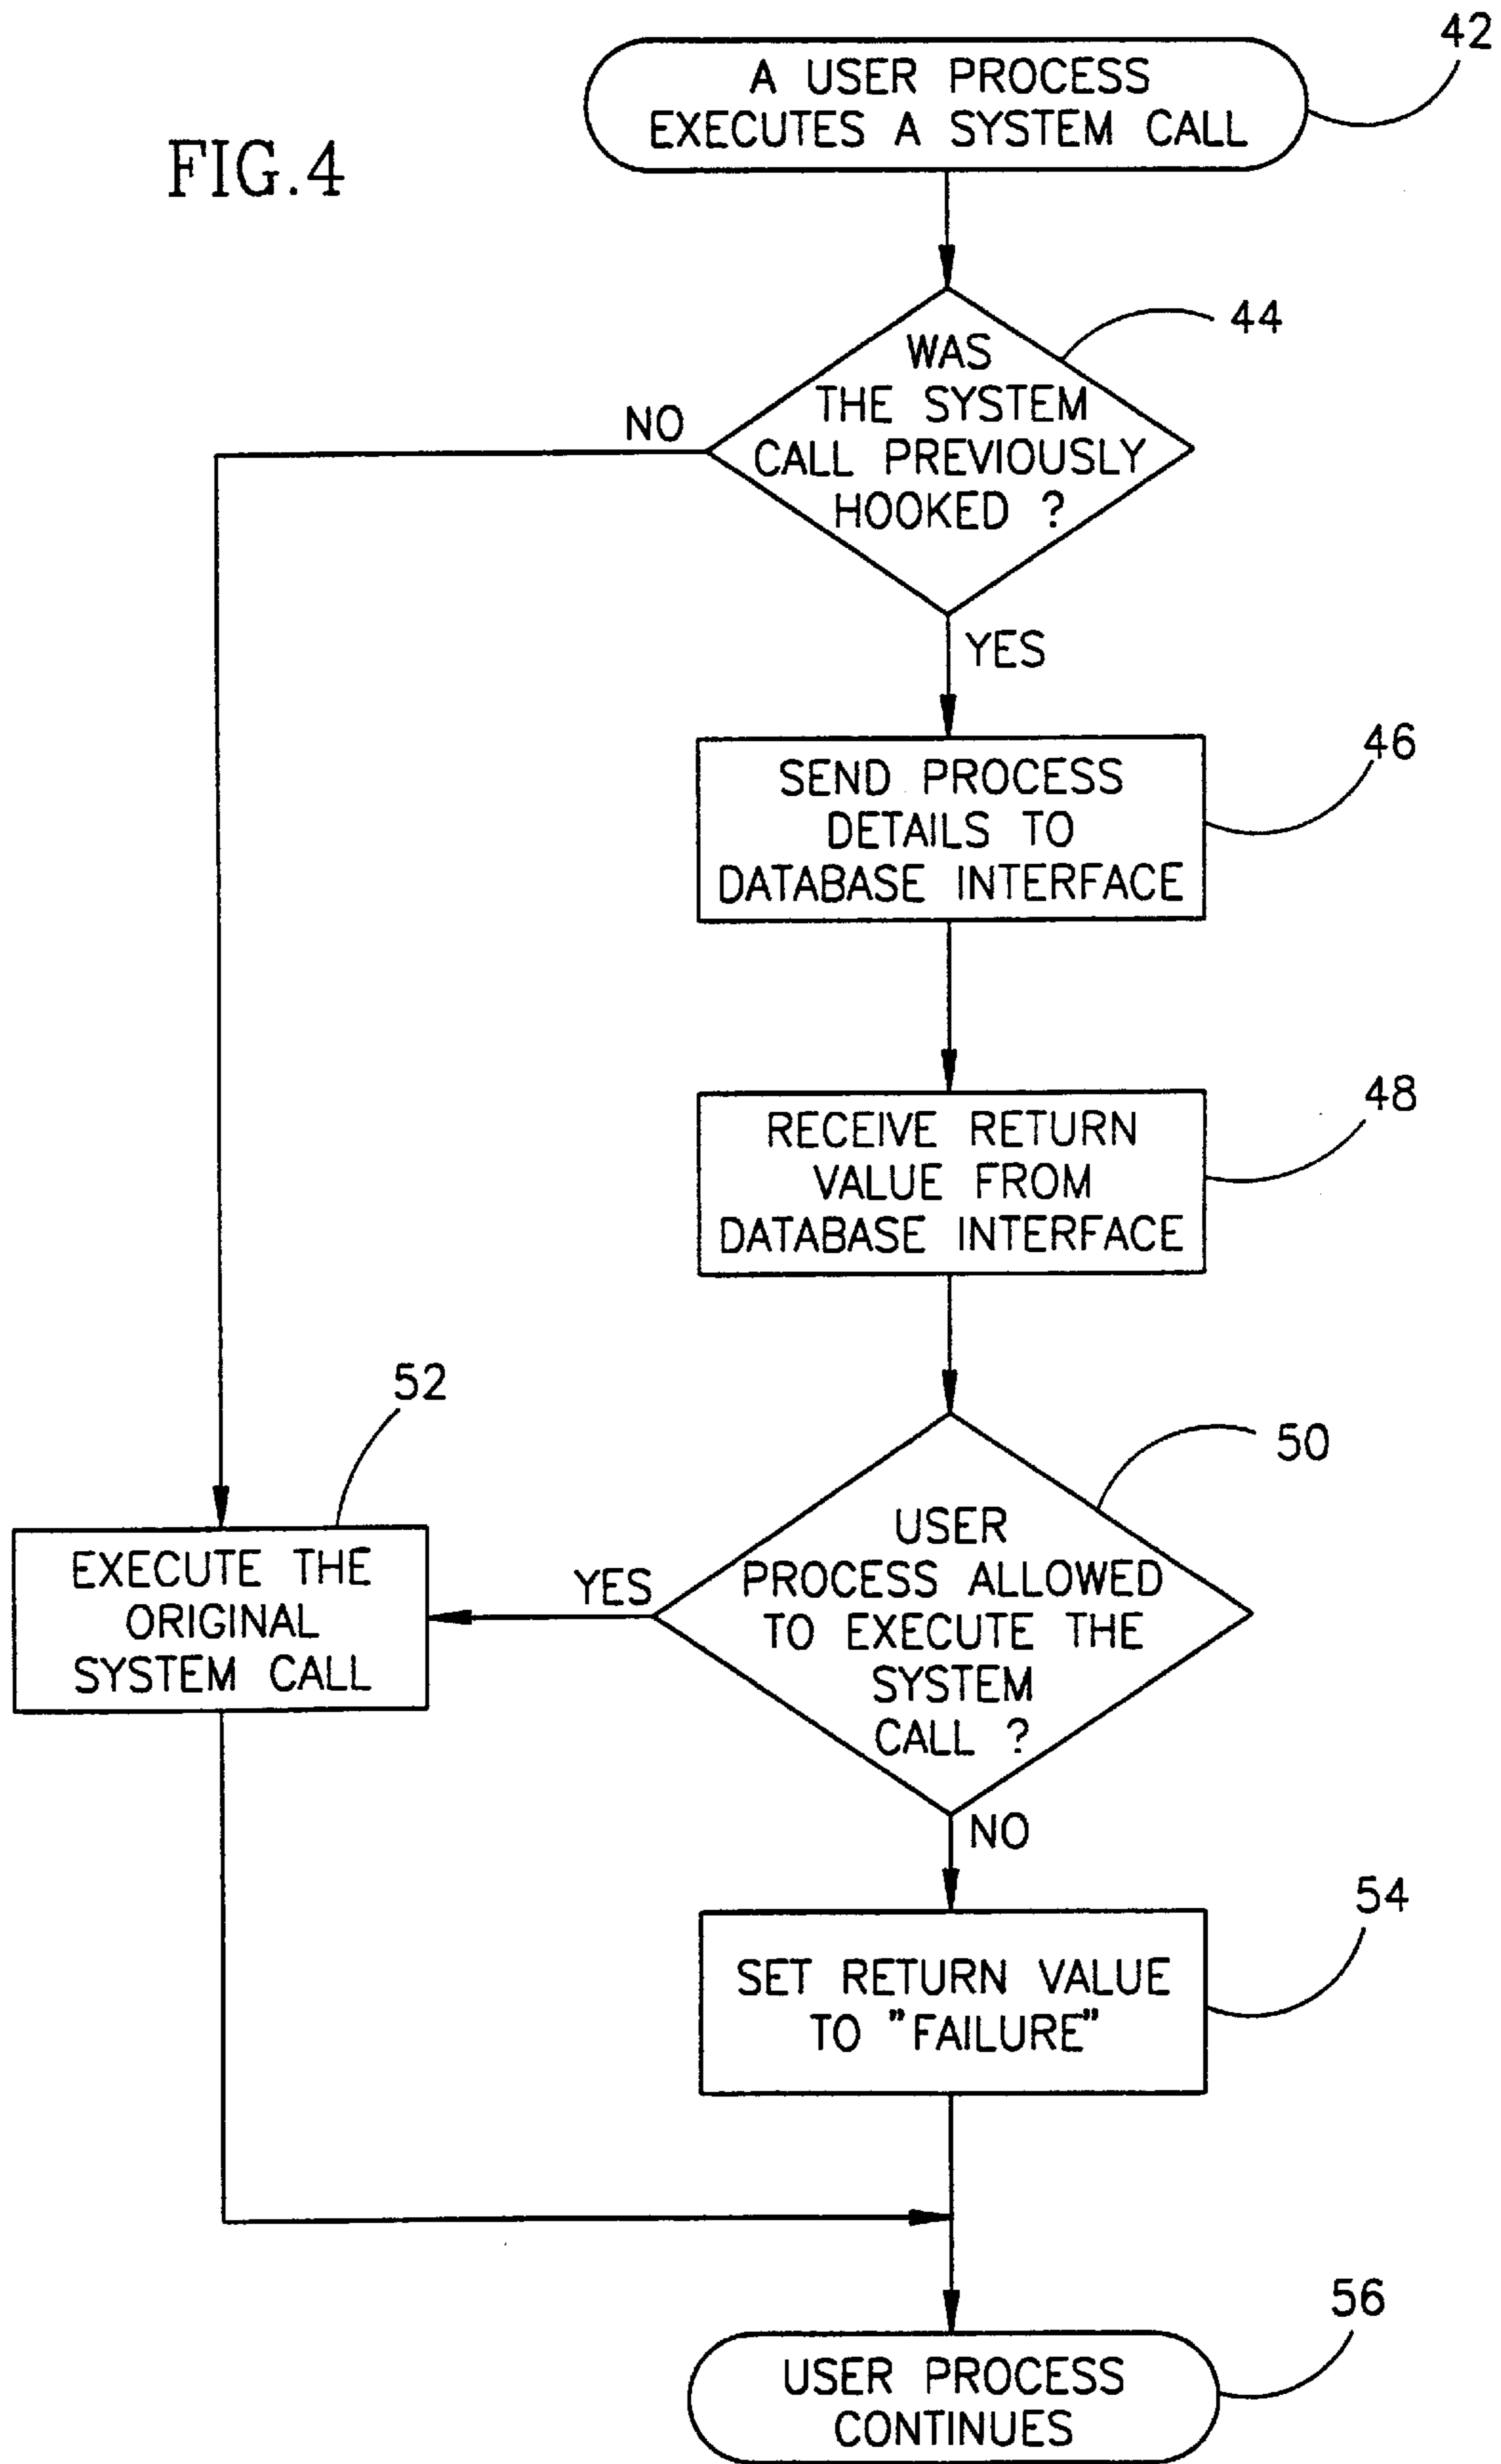 42
A USER PROCESS
EXECUTES A SYSTEM CALL
FIG.4
44
WAS
THE SYSTEM
CALL PREVIOUSLY
HOOKED ?
NO
YES
46
SEND PROCESS
DETAILS TO
DATABASE INTERFACE
48
RECEIVE RETURN
VALUE FROM
DATABASE INTERFACE
52
50
EXECUTE THE
ORIGINAL
SYSTEM CALL
YES
USER
PROCESS ALLOWED
TO EXECUTE THE
SYSTEM
CALL ?
NO
54
SET RETURN VALUE
TO "FAILURE"
56
USER PROCESS
CONTINUES